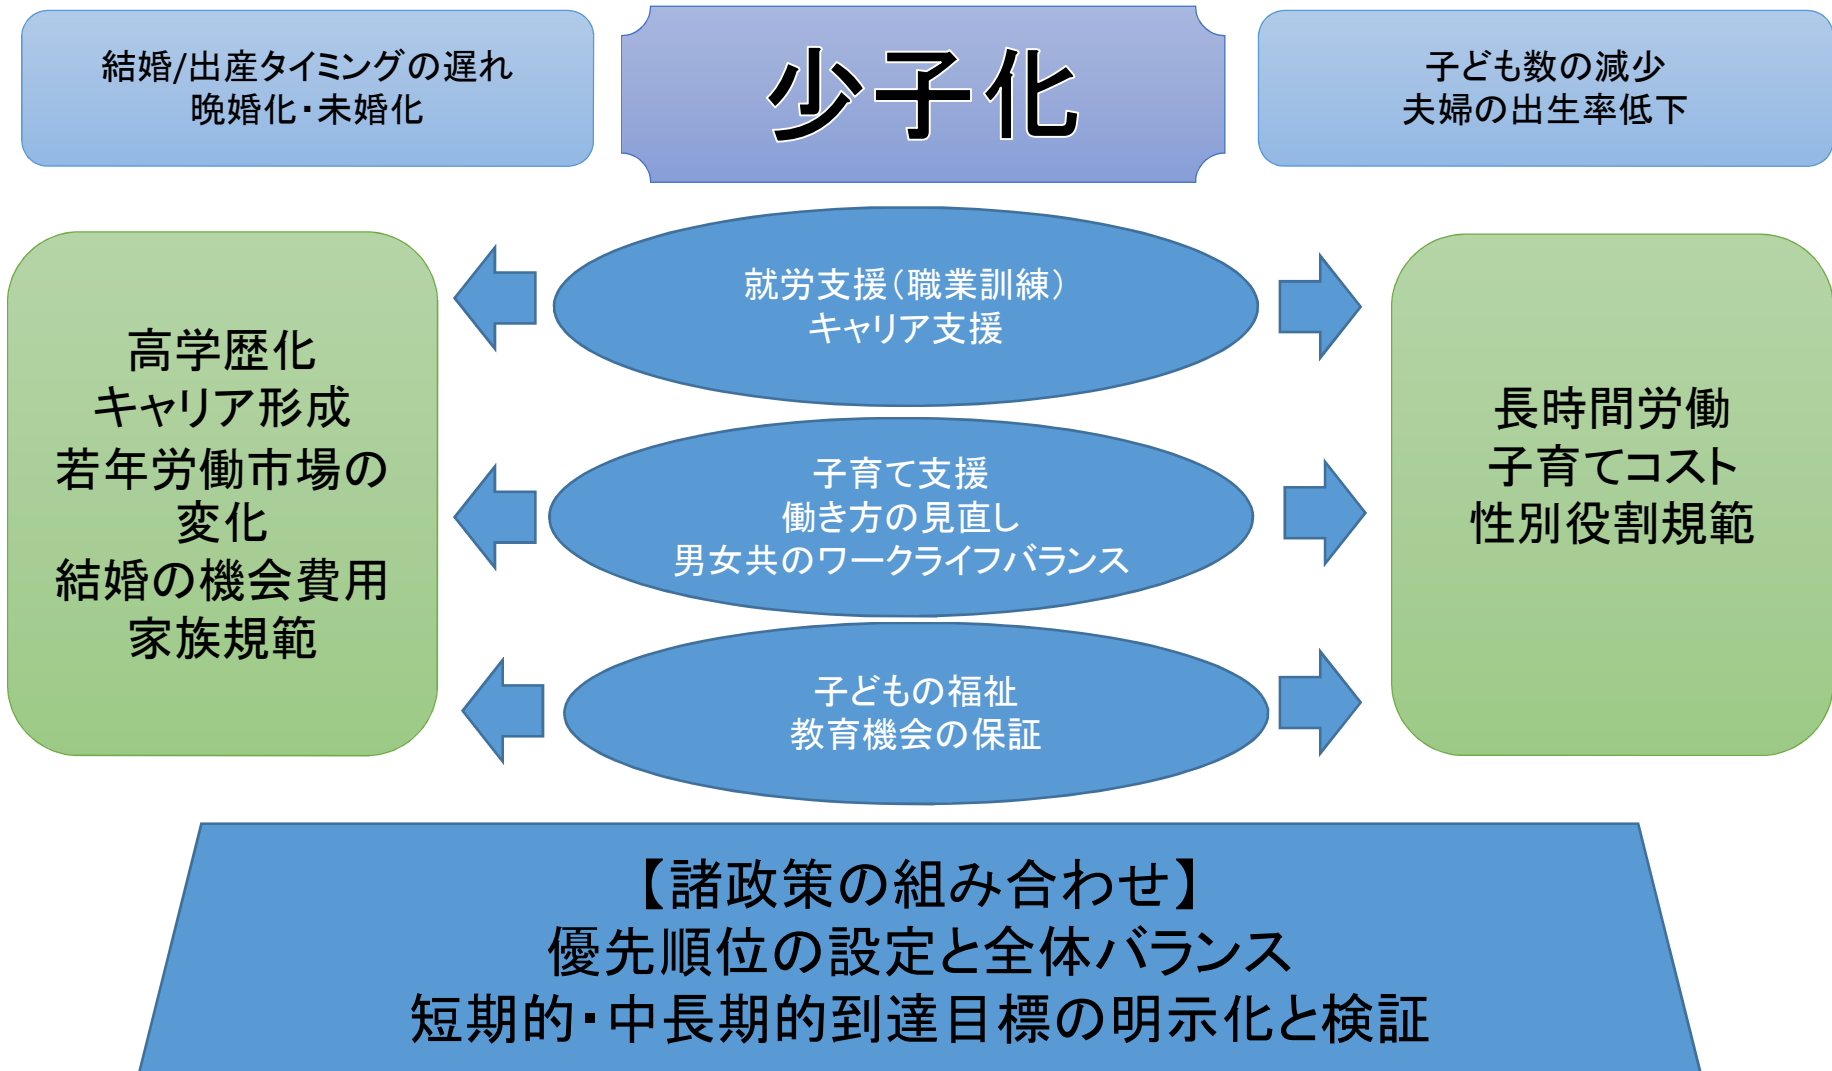 結婚/出産タイミングの遅れ
晩婚化・未婚化
少子化
子ども数の減少
夫婦の出生率低下
高学歴化
キャリア形成
若年労働市場の
変化
結婚の機会費用
家族規範
就労支援（職業訓練）
キャリア支援
子育て支援
働き方の見直し
男女共のワークライフバランス
子どもの福祉
教育機会の保証
長時間労働
子育てコスト
性別役割規範
【諸政策の組み合わせ】
優先順位の設定と全体バランス
短期的・中長期的到達目標の明示化と検証